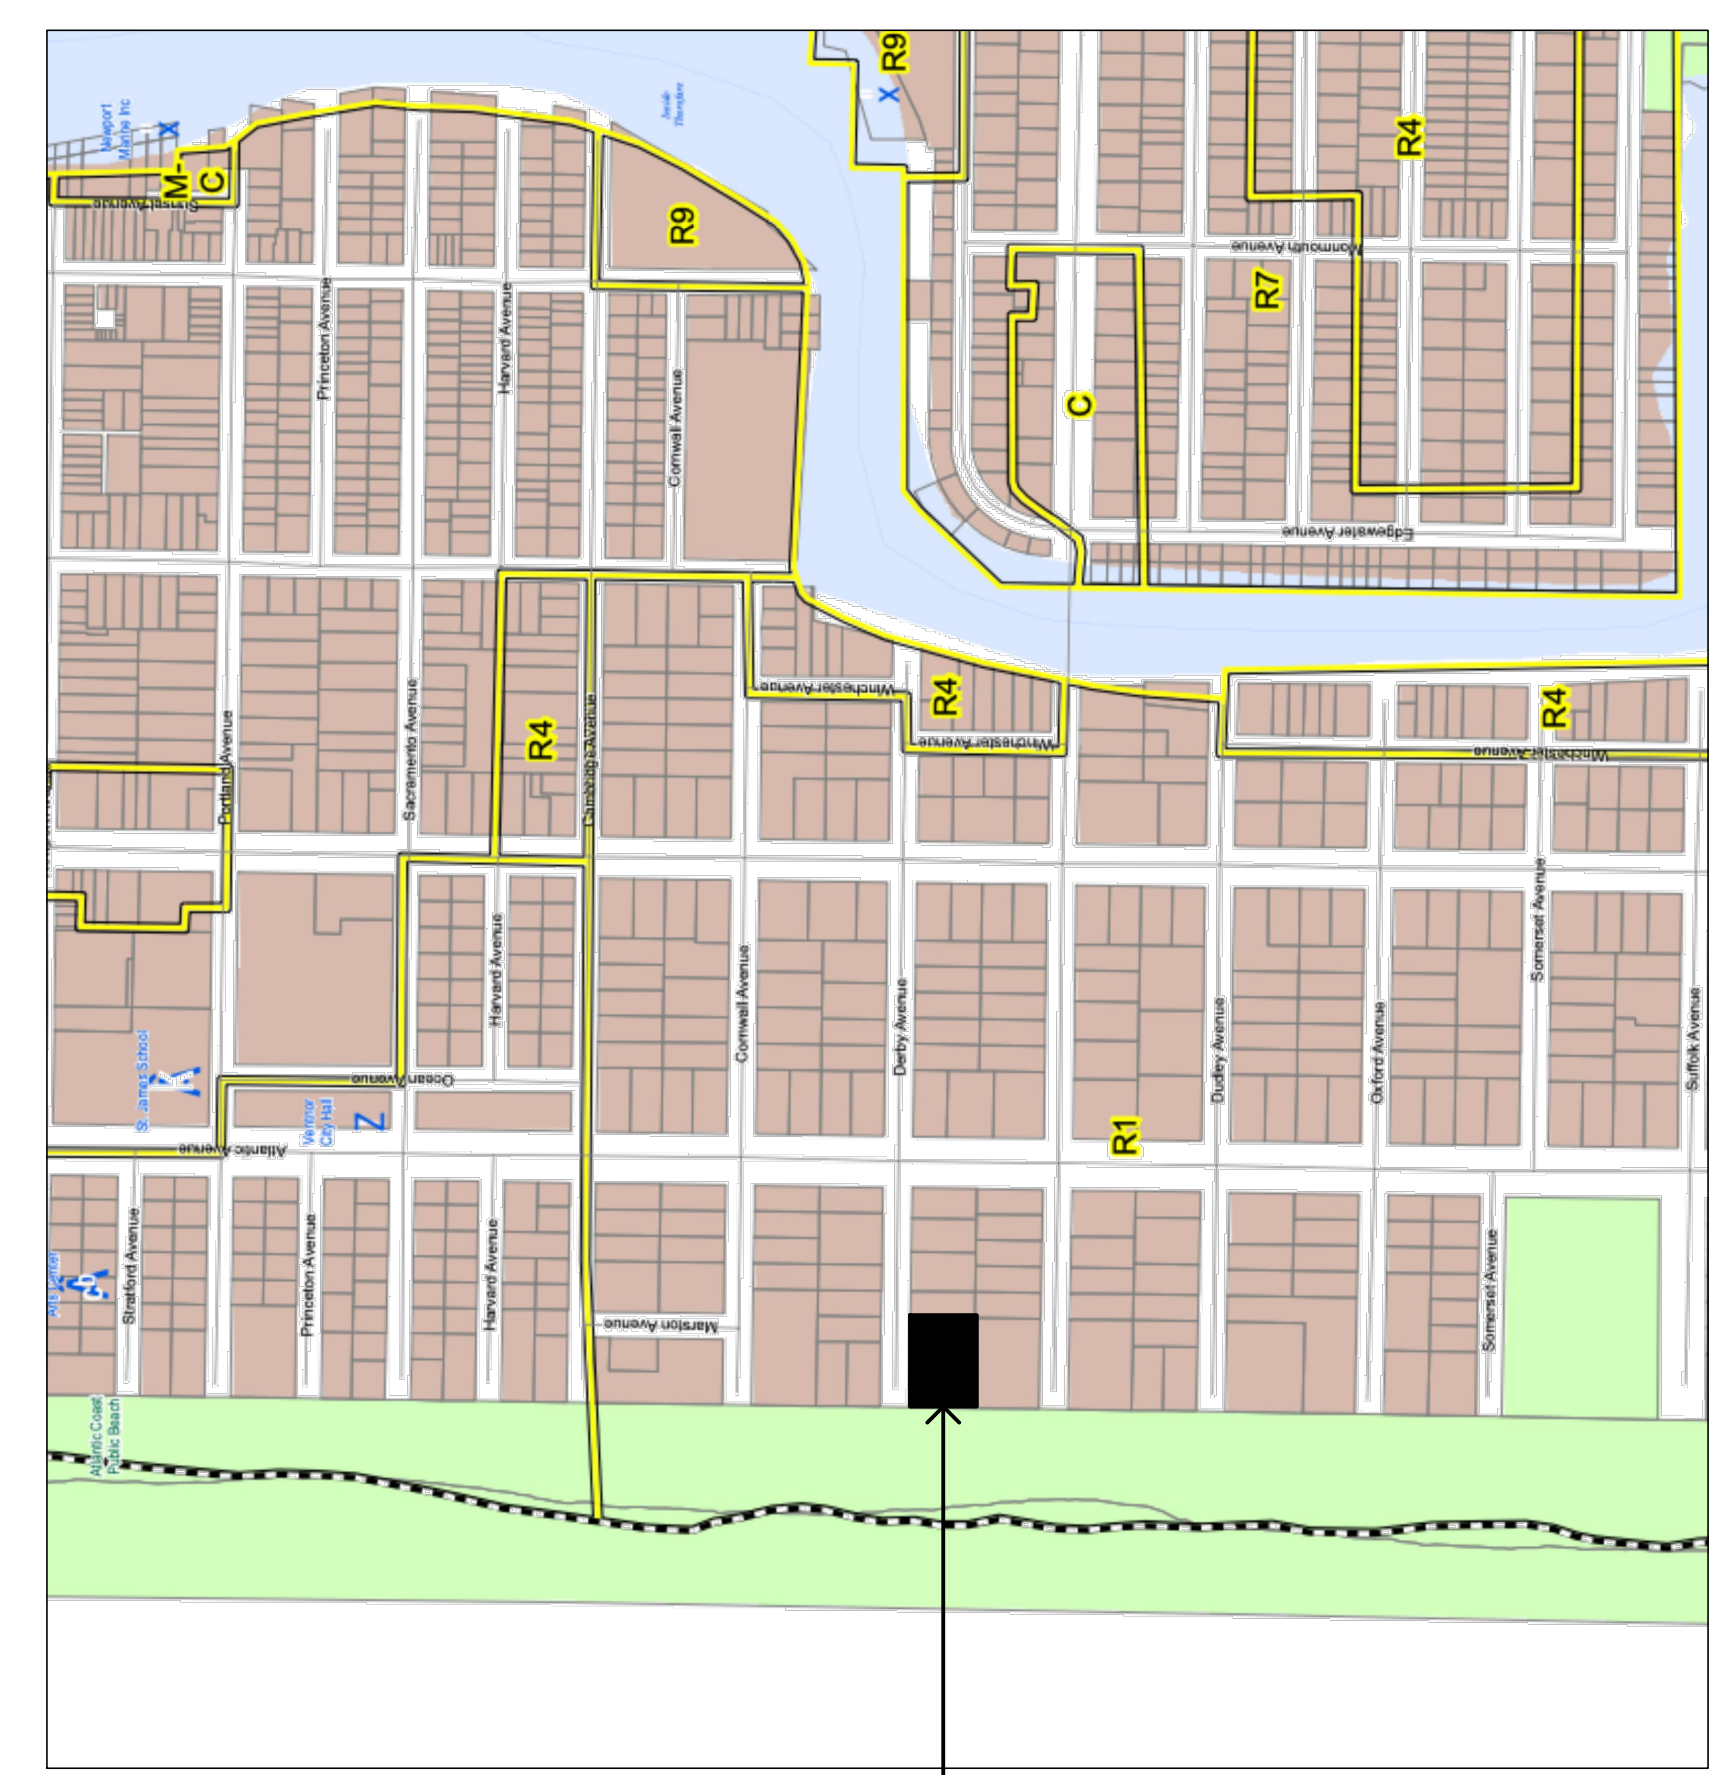 R9
X
Newport
Marine Inc
X
Inside
Thorofare
R4
M-
C
Sunset Avenue
R9
Monmouth Avenue
R7
Princeton Avenue
Harvard Avenue
Cornwall Avenue
C
Edgewater Avenue
Winchester Avenue
R4
Winchester Avenue
R4
Winchester Avenue
R4
Portland Avenue
Sacramento Avenue
Cambridge Avenue
Harvard Avenue
Cornwall Avenue
Derby Avenue
Dudley Avenue
Oxford Avenue
Somerset Avenue
Suffolk Avenue
St. James School
Ocean Avenue
Ventnor
City Hall
Z
R1
Atlantic Avenue
Stratford Avenue
Princeton Avenue
Harvard Avenue
Somerset Avenue
Marston Avenue
Arts Center
Atlantic Coast
Public Beach